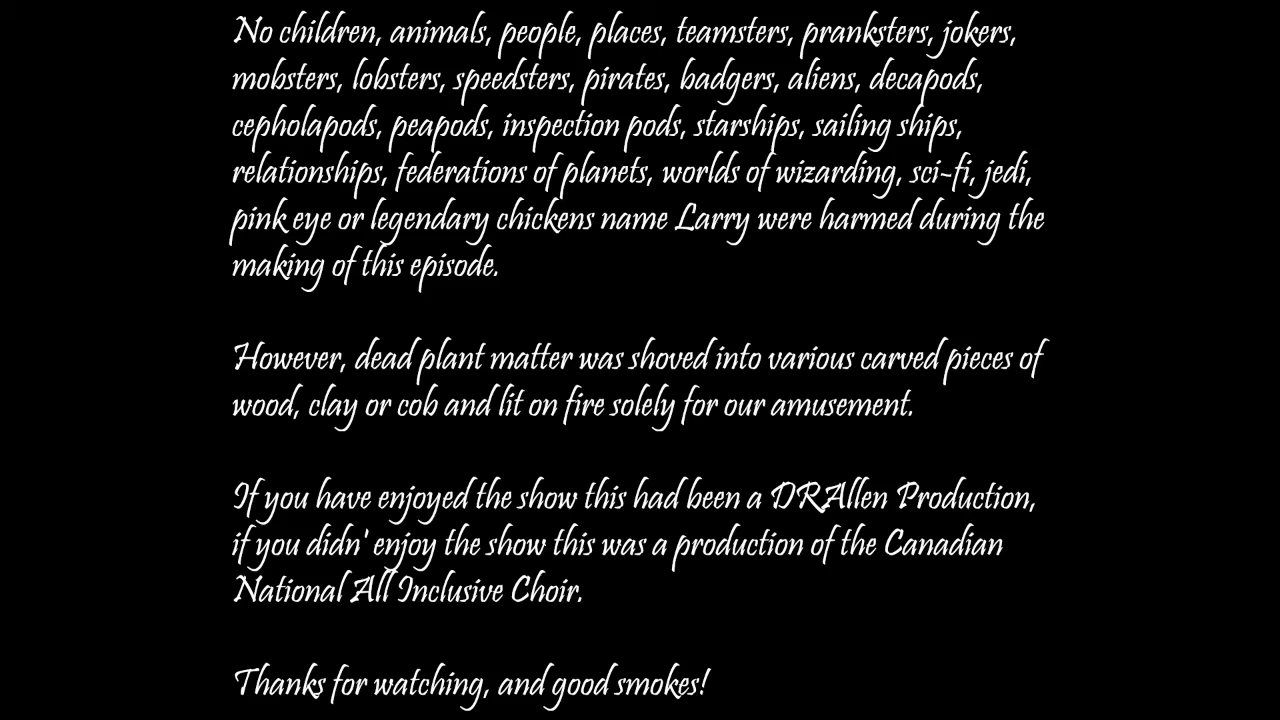 No children, animals, people, places, teamsters, pranksters, jokers,
mobsters, lobsters, speedsters, pirates, badgers, aliens, decapods,
cepholapods, peapods, inspection pods, starships, sailing ships,
relationships, federations of planets, worlds of wizarding, sci-fi, jedi,
pink eye or legendary chickens name Larry were harmed during the
making of this episode.
However, dead plant matter was shoved into various carved pieces of
wood, clay or cob and lit on fire solely for our amusement.
If you have enjoyed the show this had been a DRAllen Production,
if you didn' enjoy the show this was a production of the Canadian
National All Inclusive Choir.
Thanks for watching, and good smokes!